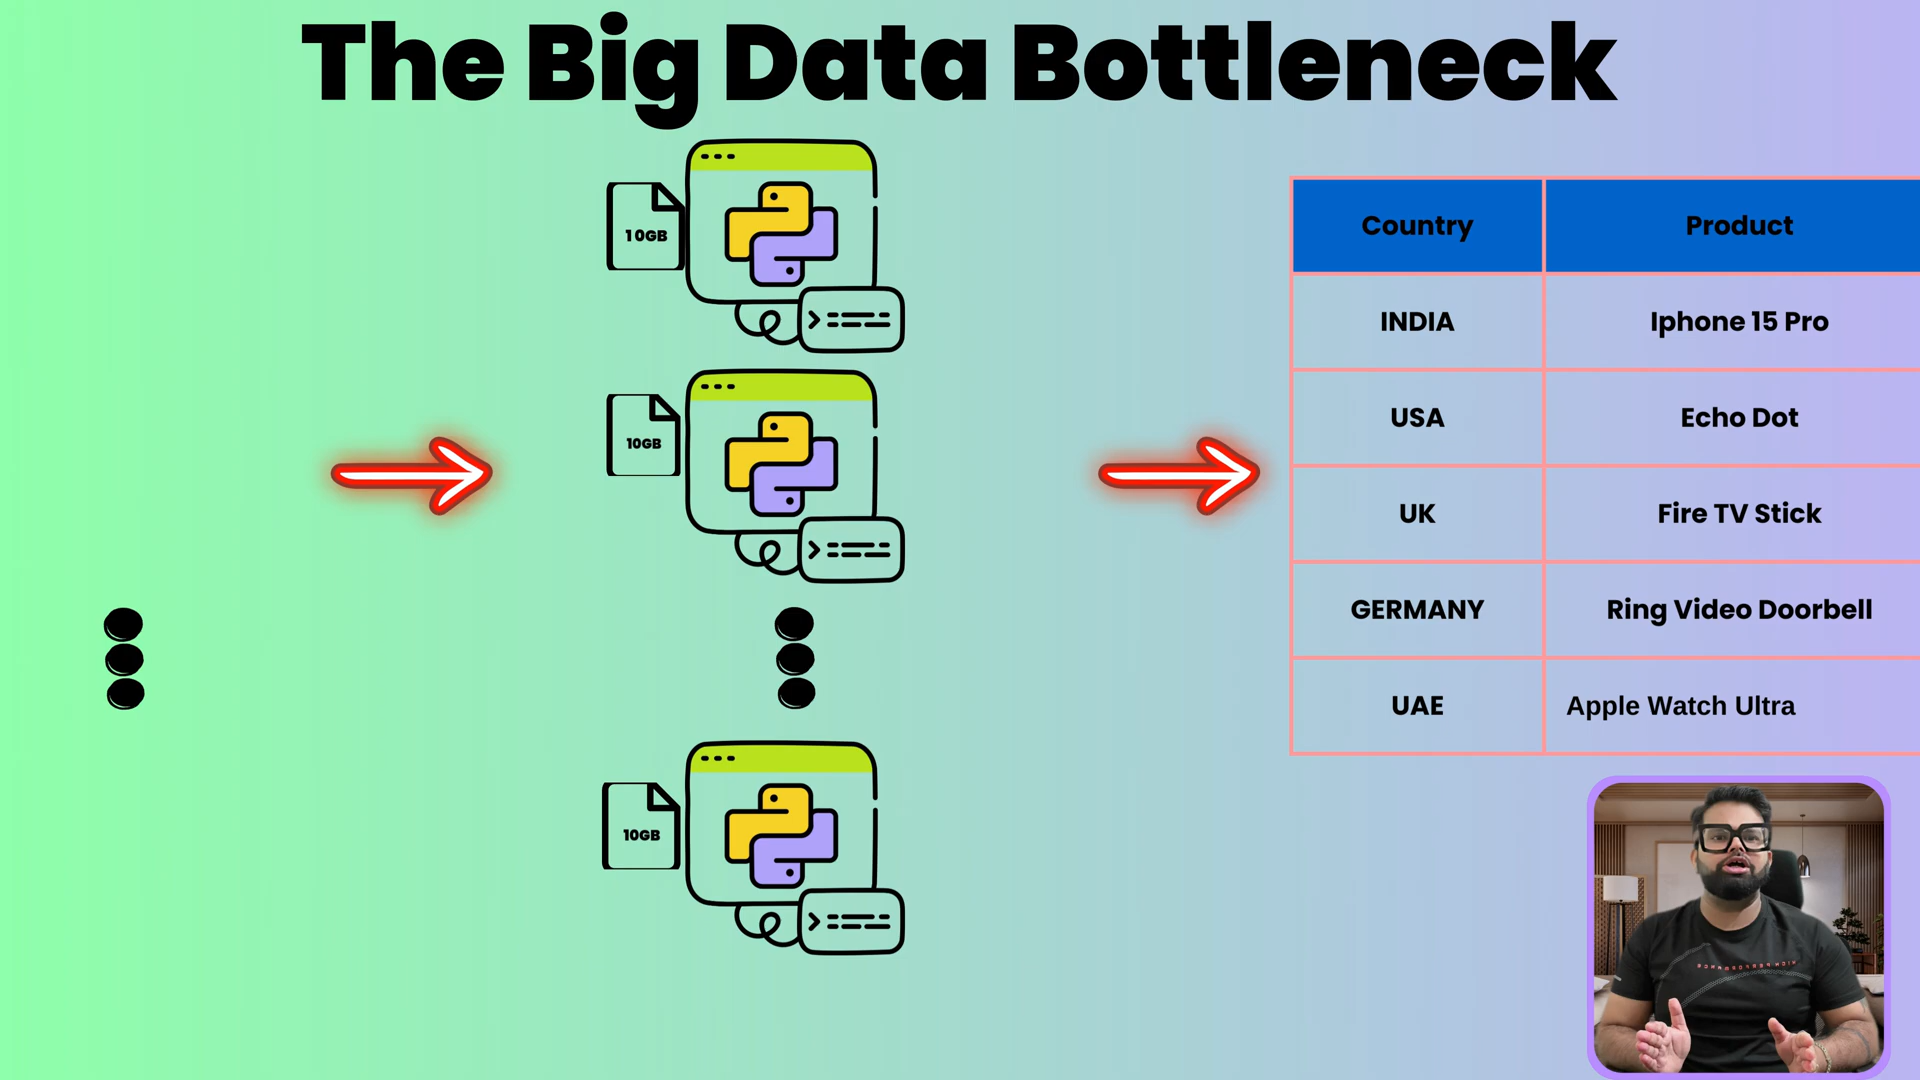 The Big Data Bottleneck
10GB
10GB
10GB
Country Product
INDIA Iphone 15 Pro
USA Echo Dot
UK Fire TV Stick
GERMANY Ring Video Doorbell
UAE Apple Watch Ultra